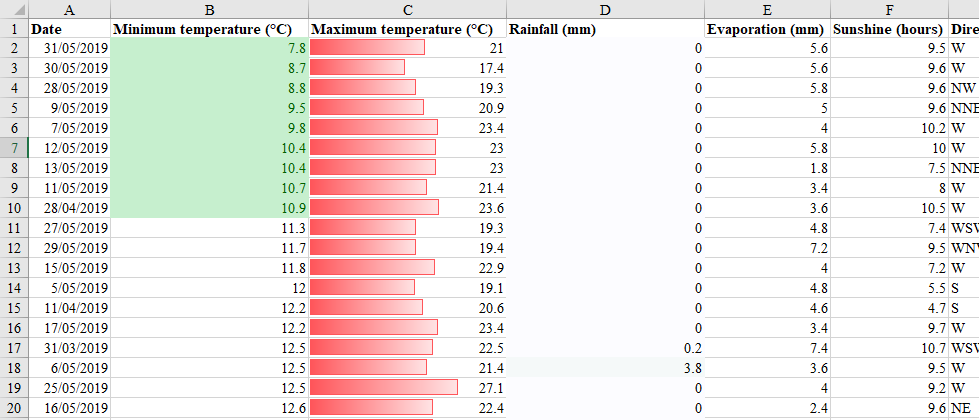 A B C D E F
1 Date Minimum temperature (°C) Maximum temperature (°C) Rainfall (mm) Evaporation (mm) Sunshine (hours) Dire
2 31/05/2019 7.8 21 0 5.6 9.5 W
3 30/05/2019 8.7 17.4 0 5.6 9.6 W
4 28/05/2019 8.8 19.3 0 5.8 9.6 NW
5 9/05/2019 9.5 20.9 0 5 9.6 NNE
6 7/05/2019 9.8 23.4 0 4 10.2 W
7 12/05/2019 10.4 23 0 5.8 10 W
8 13/05/2019 10.4 23 0 1.8 7.5 NNE
9 11/05/2019 10.7 21.4 0 3.4 8 W
10 28/04/2019 10.9 23.6 0 3.6 10.5 W
11 27/05/2019 11.3 19.3 0 4.8 7.4 WSW
12 29/05/2019 11.7 19.4 0 7.2 9.5 WNW
13 15/05/2019 11.8 22.9 0 4 7.2 W
14 5/05/2019 12 19.1 0 4.8 5.5 S
15 11/04/2019 12.2 20.6 0 4.6 4.7 S
16 17/05/2019 12.2 23.4 0 3.4 9.7 W
17 31/03/2019 12.5 22.5 0.2 7.4 10.7 WSW
18 6/05/2019 12.5 21.4 3.8 3.6 9.5 W
19 25/05/2019 12.5 27.1 0 4 9.2 W
20 16/05/2019 12.6 22.4 0 2.4 9.6 NE